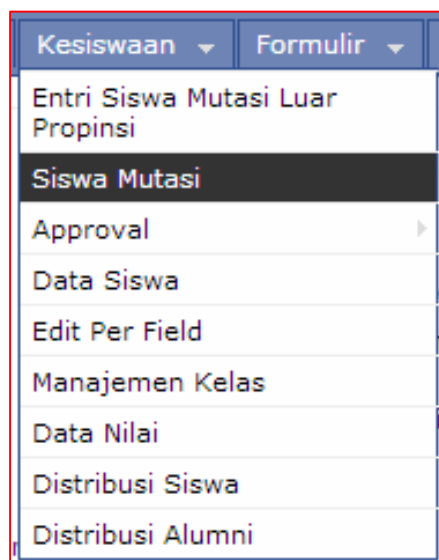 Kesiswaan Formulir
Entri Siswa Mutasi Luar
Propinsi
Siswa Mutasi
Approval
Data Siswa
Edit Per Field
Manajemen Kelas
Data Nilai
Distribusi Siswa
Distribusi Alumni